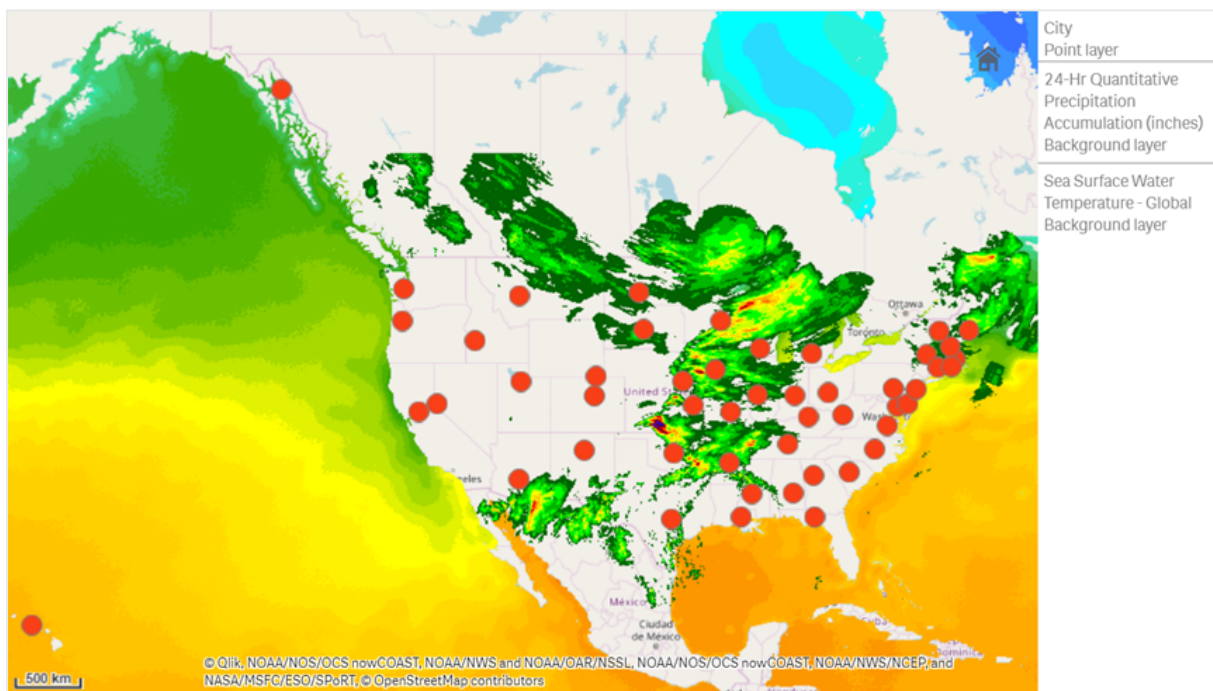 City
Point layer
24-Hr Quantitative
Precipitation
Accumulation (inches)
Background layer
Sea Surface Water
Temperature - Global
Background layer
Ottawa
Toronto
United Sta
Wash
eles
México
Ciudad
de México
Cuba
Dominica
© Qlik, NOAA/NOS/OCS nowCOAST, NOAA/NWS and NOAA/OAR/NSSL, NOAA/NOS/OCS nowCOAST, NOAA/NWS/NCEP, and
NASA/MSFC/ESO/SPoRT, © OpenStreetMap contributors
500 km